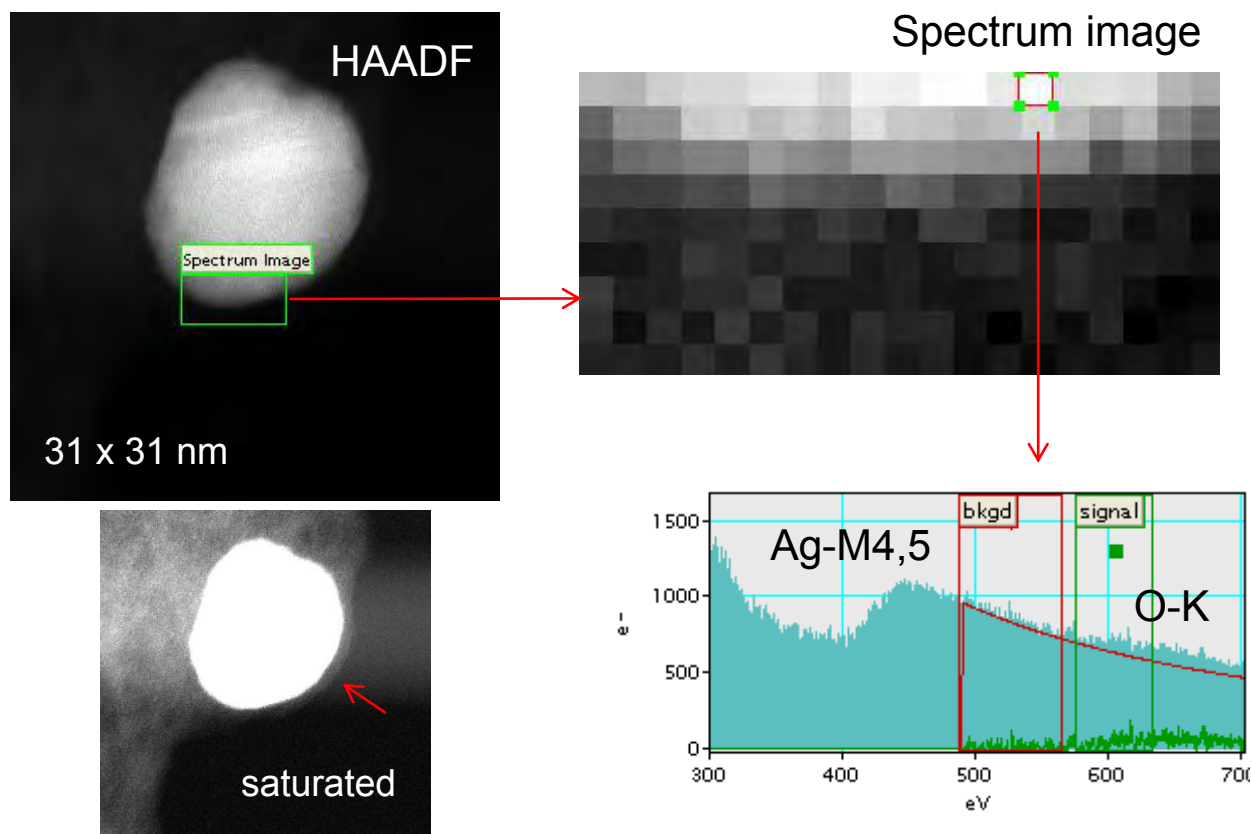 HAADF
Spectrum Image
31 x 31 nm
saturated
Spectrum image
bkgd
signal
Ag-M4,5
O-K
1500
1000
500
0
e-
300
400
500
600
700
eV